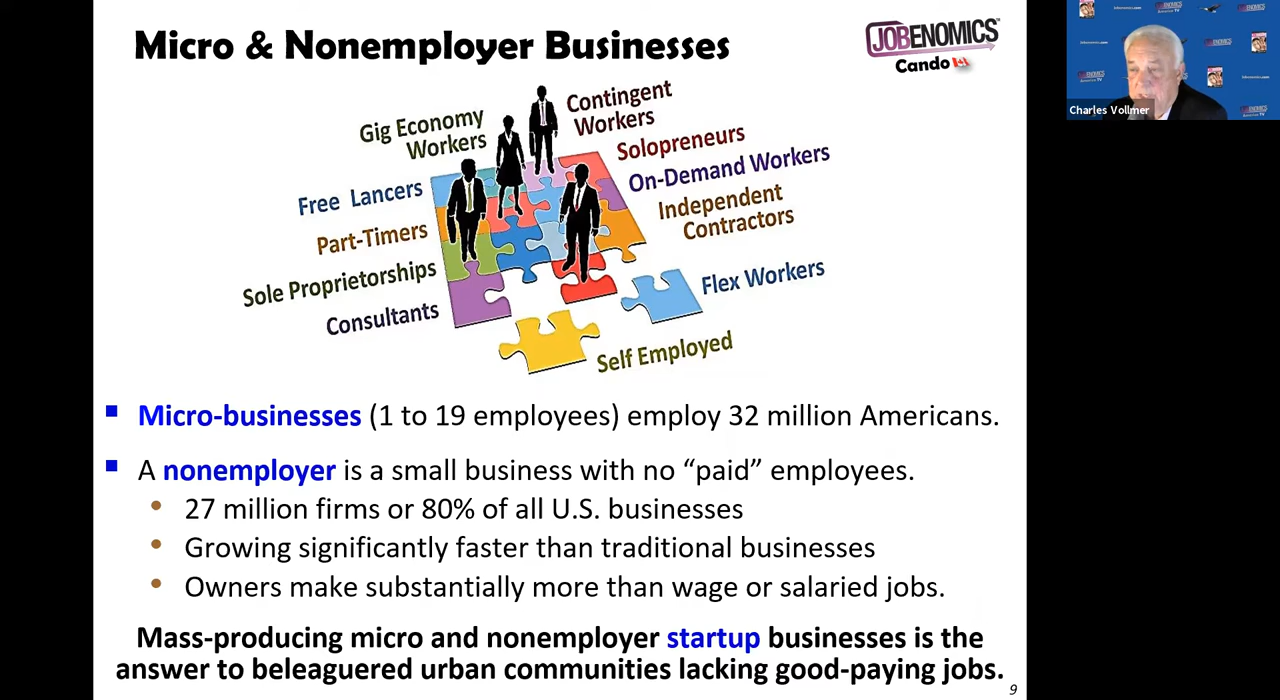 Micro & Nonemployer Businesses
JOBENOMICS™
Cando
Charles Vollmer
Gig Economy
Workers
Contingent
Workers
Solopreneurs
Free Lancers
On-Demand Workers
Part-Timers
Independent
Contractors
Sole Proprietorships
Flex Workers
Consultants
Self Employed
▪ Micro-businesses (1 to 19 employees) employ 32 million Americans.
▪ A nonemployer is a small business with no “paid” employees.
• 27 million firms or 80% of all U.S. businesses
• Growing significantly faster than traditional businesses
• Owners make substantially more than wage or salaried jobs.
Mass-producing micro and nonemployer startup businesses is the
answer to beleaguered urban communities lacking good-paying jobs.
9